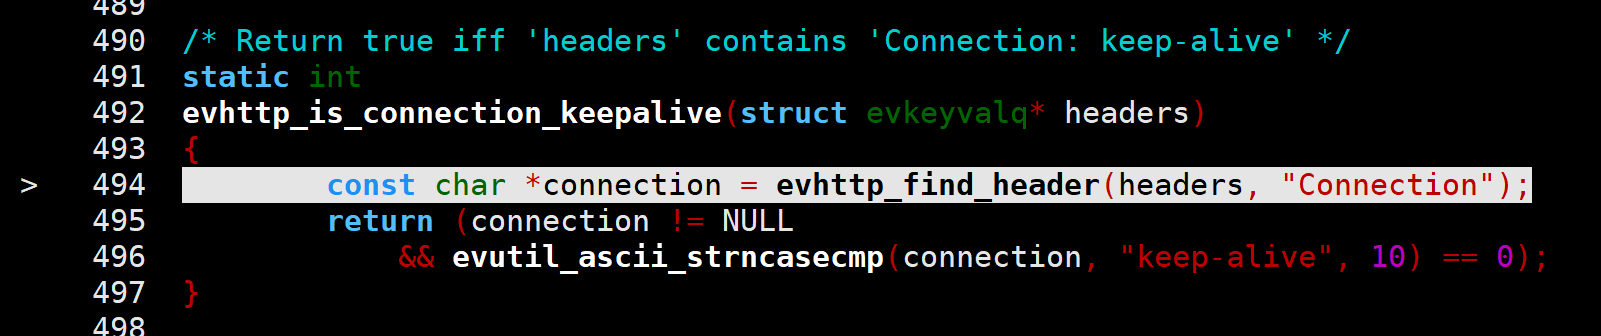 489
490 /* Return true iff 'headers' contains 'Connection: keep-alive' */
491 static int
492 evhttp_is_connection_keepalive(struct evkeyvalq* headers)
493 {
> 494         const char *connection = evhttp_find_header(headers, "Connection");
495         return (connection != NULL
496             && evutil_ascii_strncasecmp(connection, "keep-alive", 10) == 0);
497 }
498